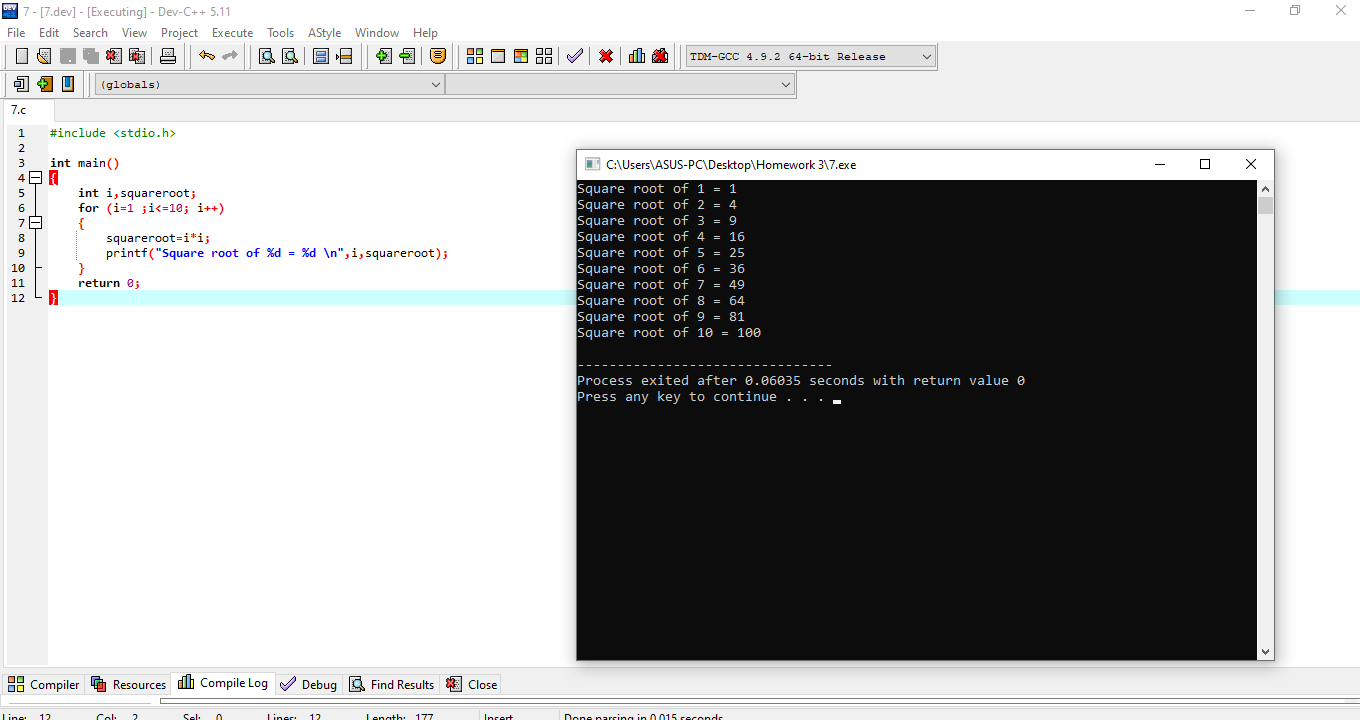 7 - [7.dev] - [Executing] - Dev-C++ 5.11
File Edit Search View Project Execute Tools AStyle Window Help
TDM-GCC 4.9.2 64-bit Release
(globals)
7.c
1 #include <stdio.h>
2
3 int main()
4 {
5 int i,squareroot;
6 for (i=1 ;i<=10; i++)
7 {
8 squareroot=i*i;
9 printf("Square root of %d = %d \n",i,squareroot);
10 }
11 return 0;
12 }
C:\Users\ASUS-PC\Desktop\Homework 3\7.exe
Square root of 1 = 1
Square root of 2 = 4
Square root of 3 = 9
Square root of 4 = 16
Square root of 5 = 25
Square root of 6 = 36
Square root of 7 = 49
Square root of 8 = 64
Square root of 9 = 81
Square root of 10 = 100
--------------------------------
Process exited after 0.06035 seconds with return value 0
Press any key to continue . . .
Compiler Resources Compile Log Debug Find Results Close
Line: 12 Col: 2 Sel: 0 Lines: 12 Length: 177 Insert Done parsing in 0.015 seconds